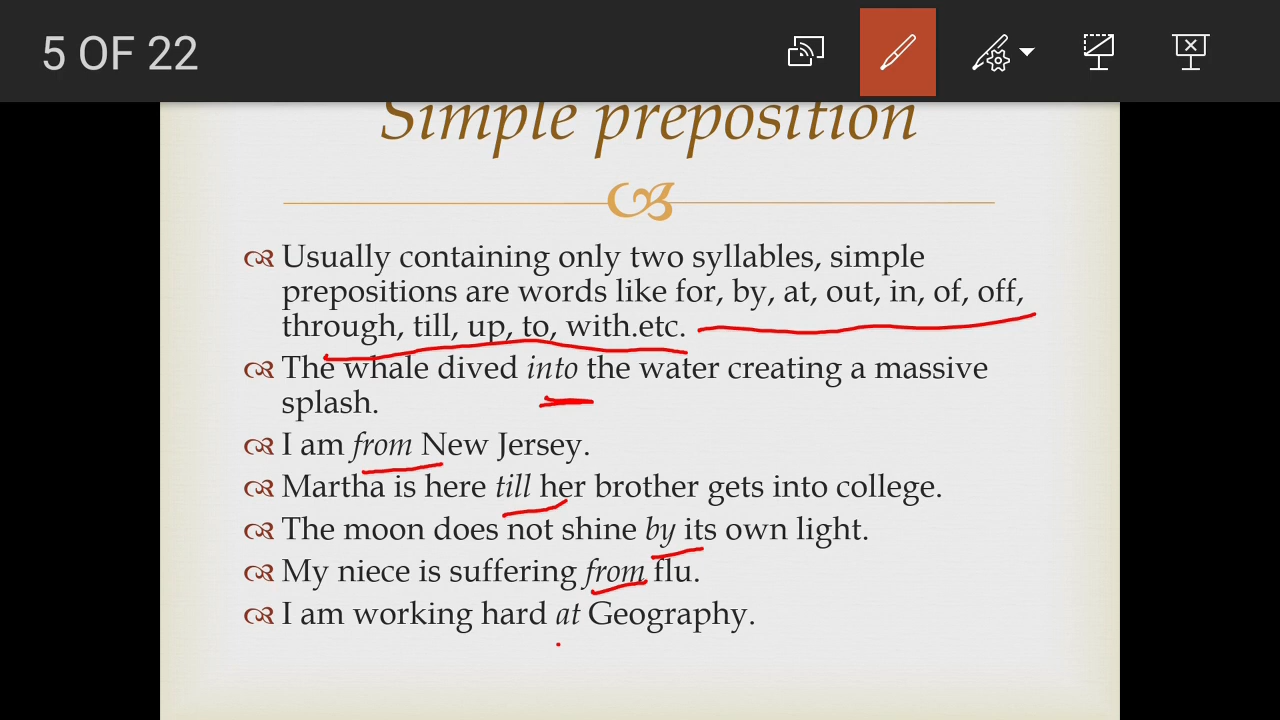 5 OF 22
Simple preposition
Usually containing only two syllables, simple
prepositions are words like for, by, at, out, in, of, off,
through, till, up, to, with.etc.
The whale dived into the water creating a massive
splash.
I am from New Jersey.
Martha is here till her brother gets into college.
The moon does not shine by its own light.
My niece is suffering from flu.
I am working hard at Geography.